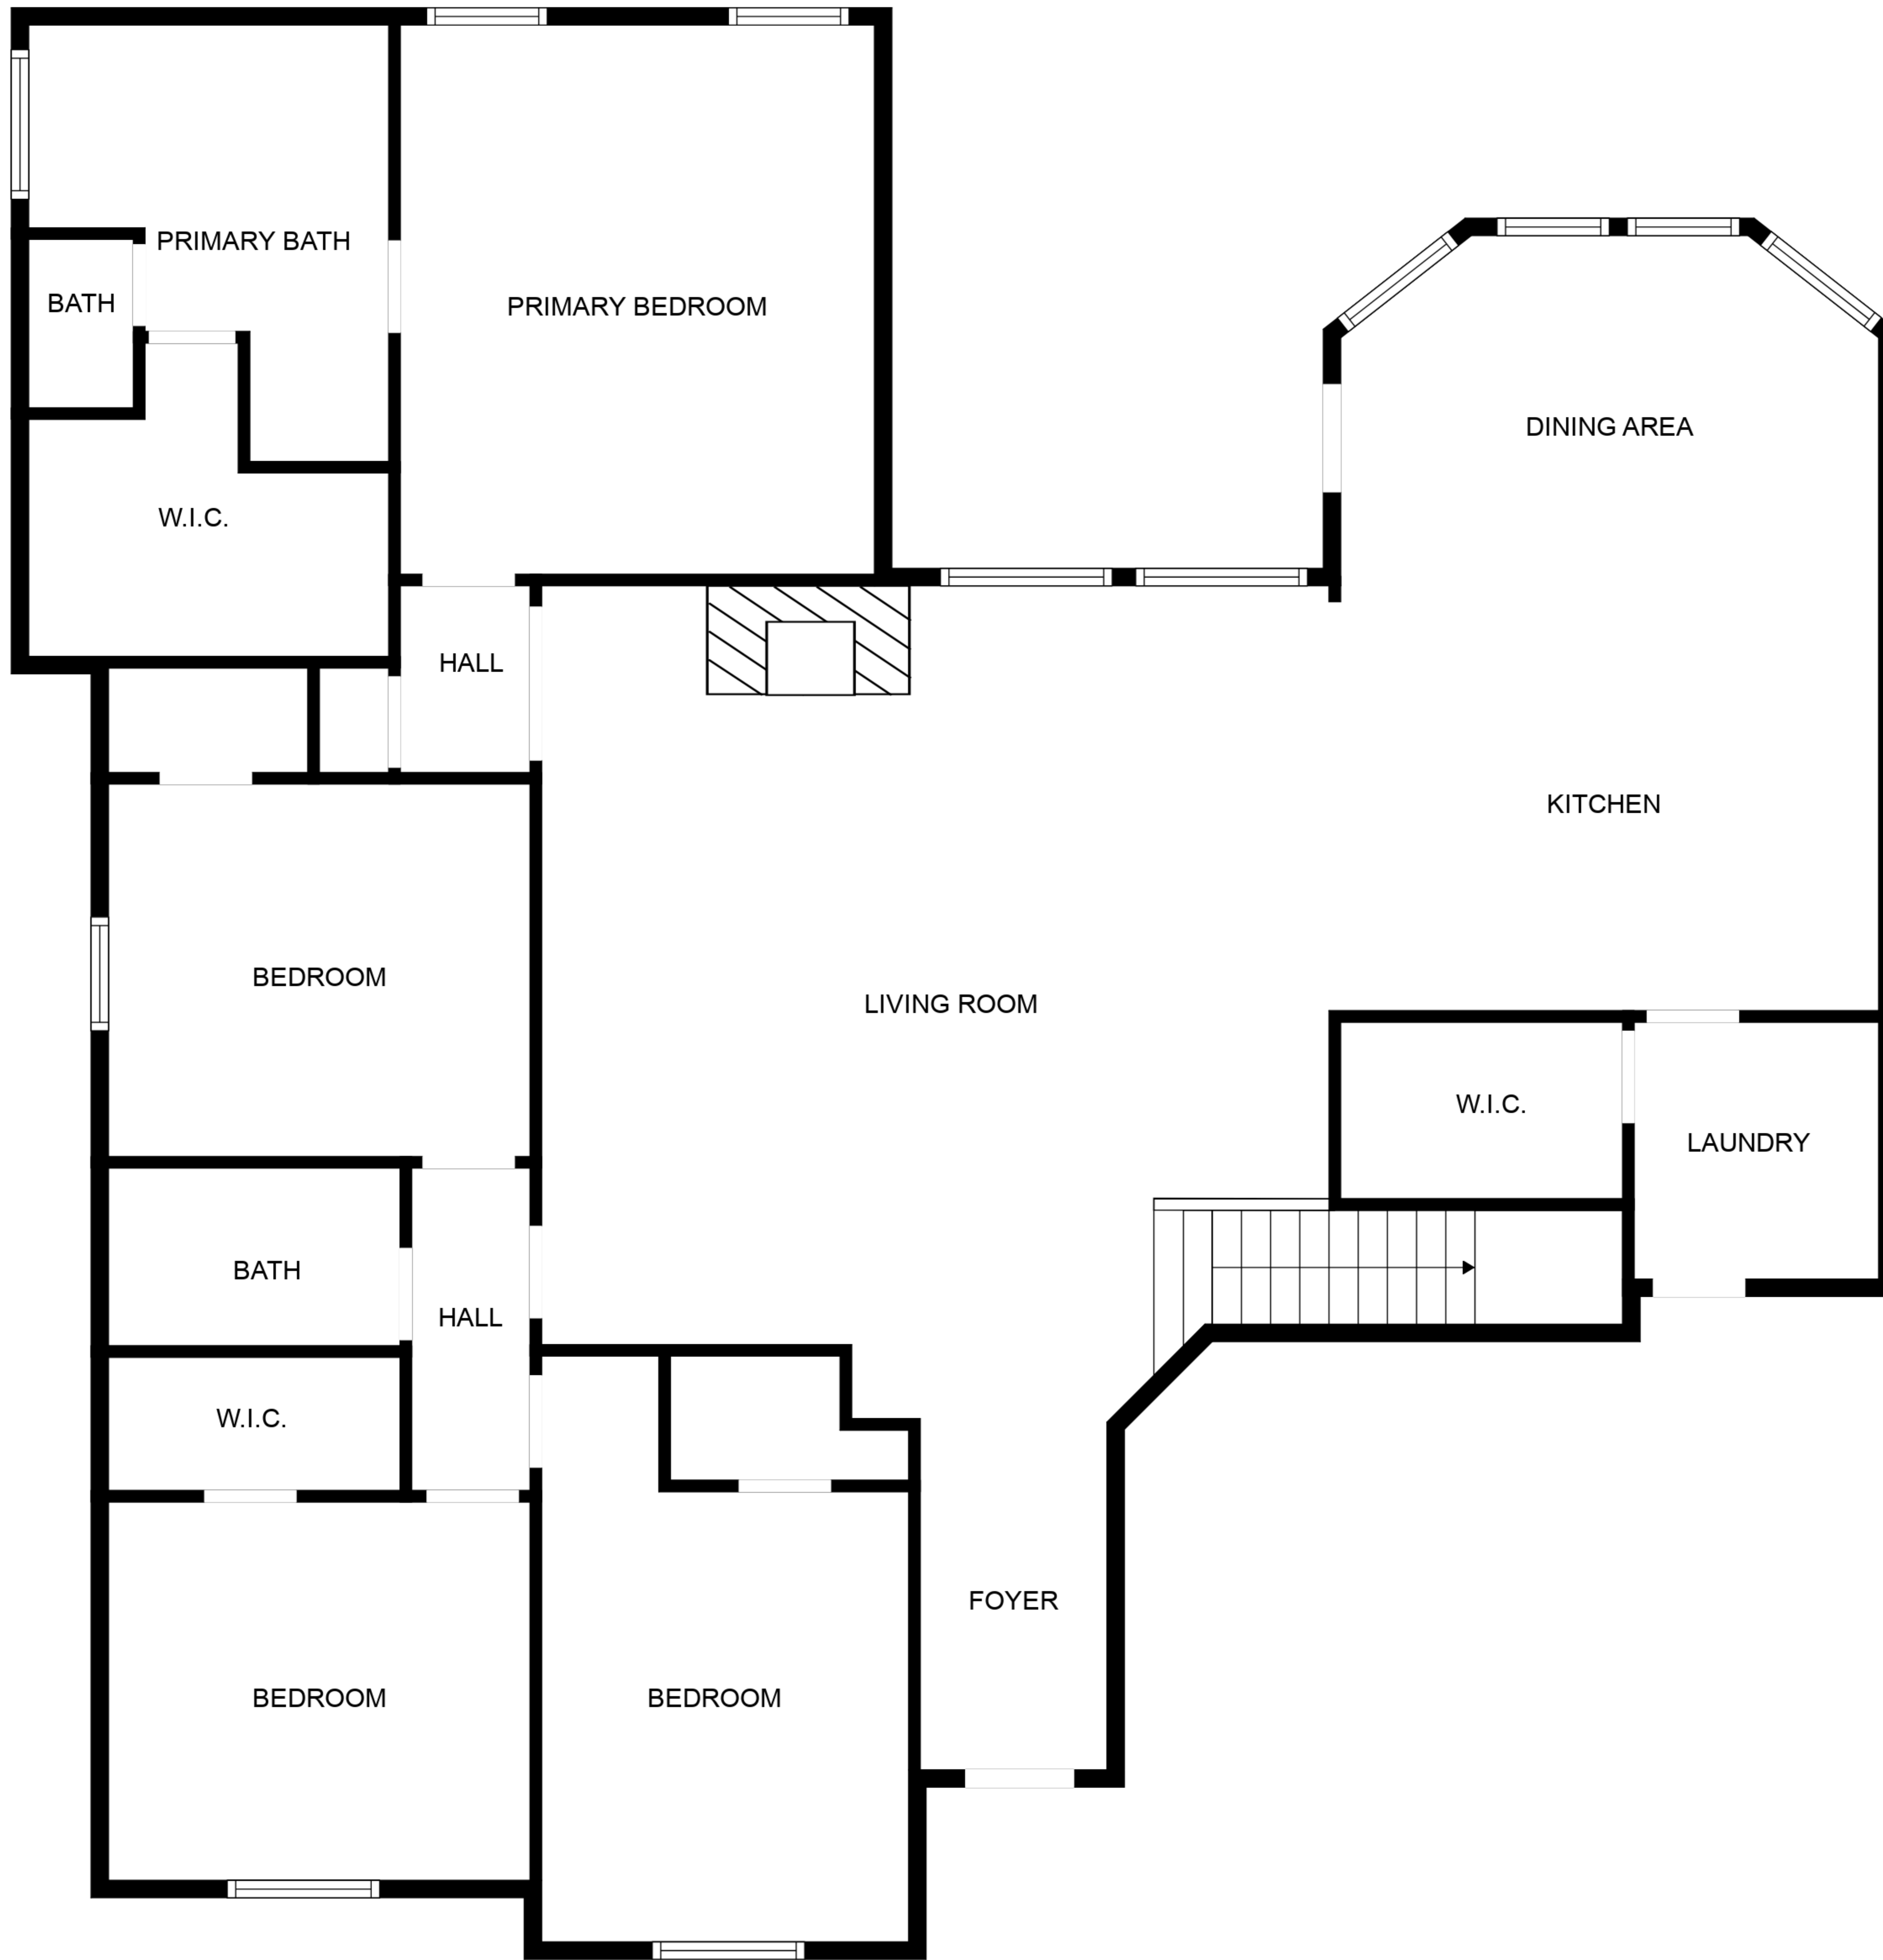 PRIMARY BATH
BATH
PRIMARY BEDROOM
DINING AREA
W.I.C.
HALL
KITCHEN
BEDROOM
LIVING ROOM
W.I.C.
LAUNDRY
BATH
HALL
W.I.C.
FOYER
BEDROOM
BEDROOM